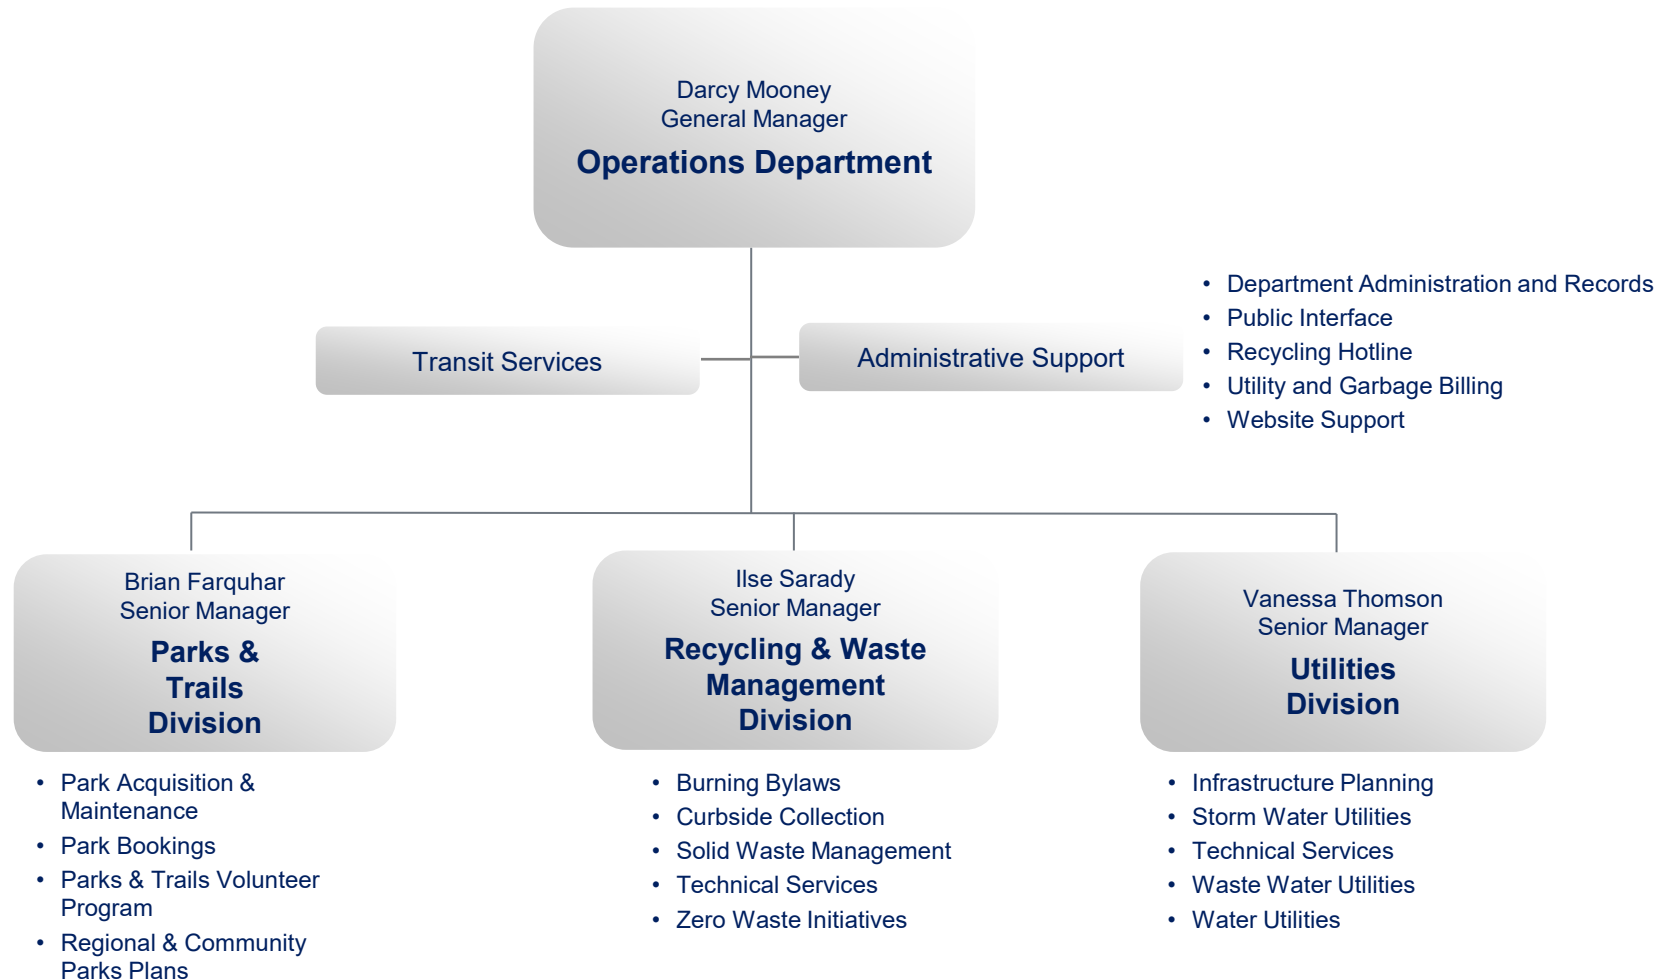 Darcy Mooney
General Manager
Operations Department
Transit Services
Administrative Support
• Department Administration and Records
• Public Interface
• Recycling Hotline
• Utility and Garbage Billing
• Website Support
Brian Farquhar
Senior Manager
Parks &
Trails
Division
• Park Acquisition &
Maintenance
• Park Bookings
• Parks & Trails Volunteer
Program
• Regional & Community
Parks Plans
Ilse Sarady
Senior Manager
Recycling & Waste
Management
Division
• Burning Bylaws
• Curbside Collection
• Solid Waste Management
• Technical Services
• Zero Waste Initiatives
Vanessa Thomson
Senior Manager
Utilities
Division
• Infrastructure Planning
• Storm Water Utilities
• Technical Services
• Waste Water Utilities
• Water Utilities